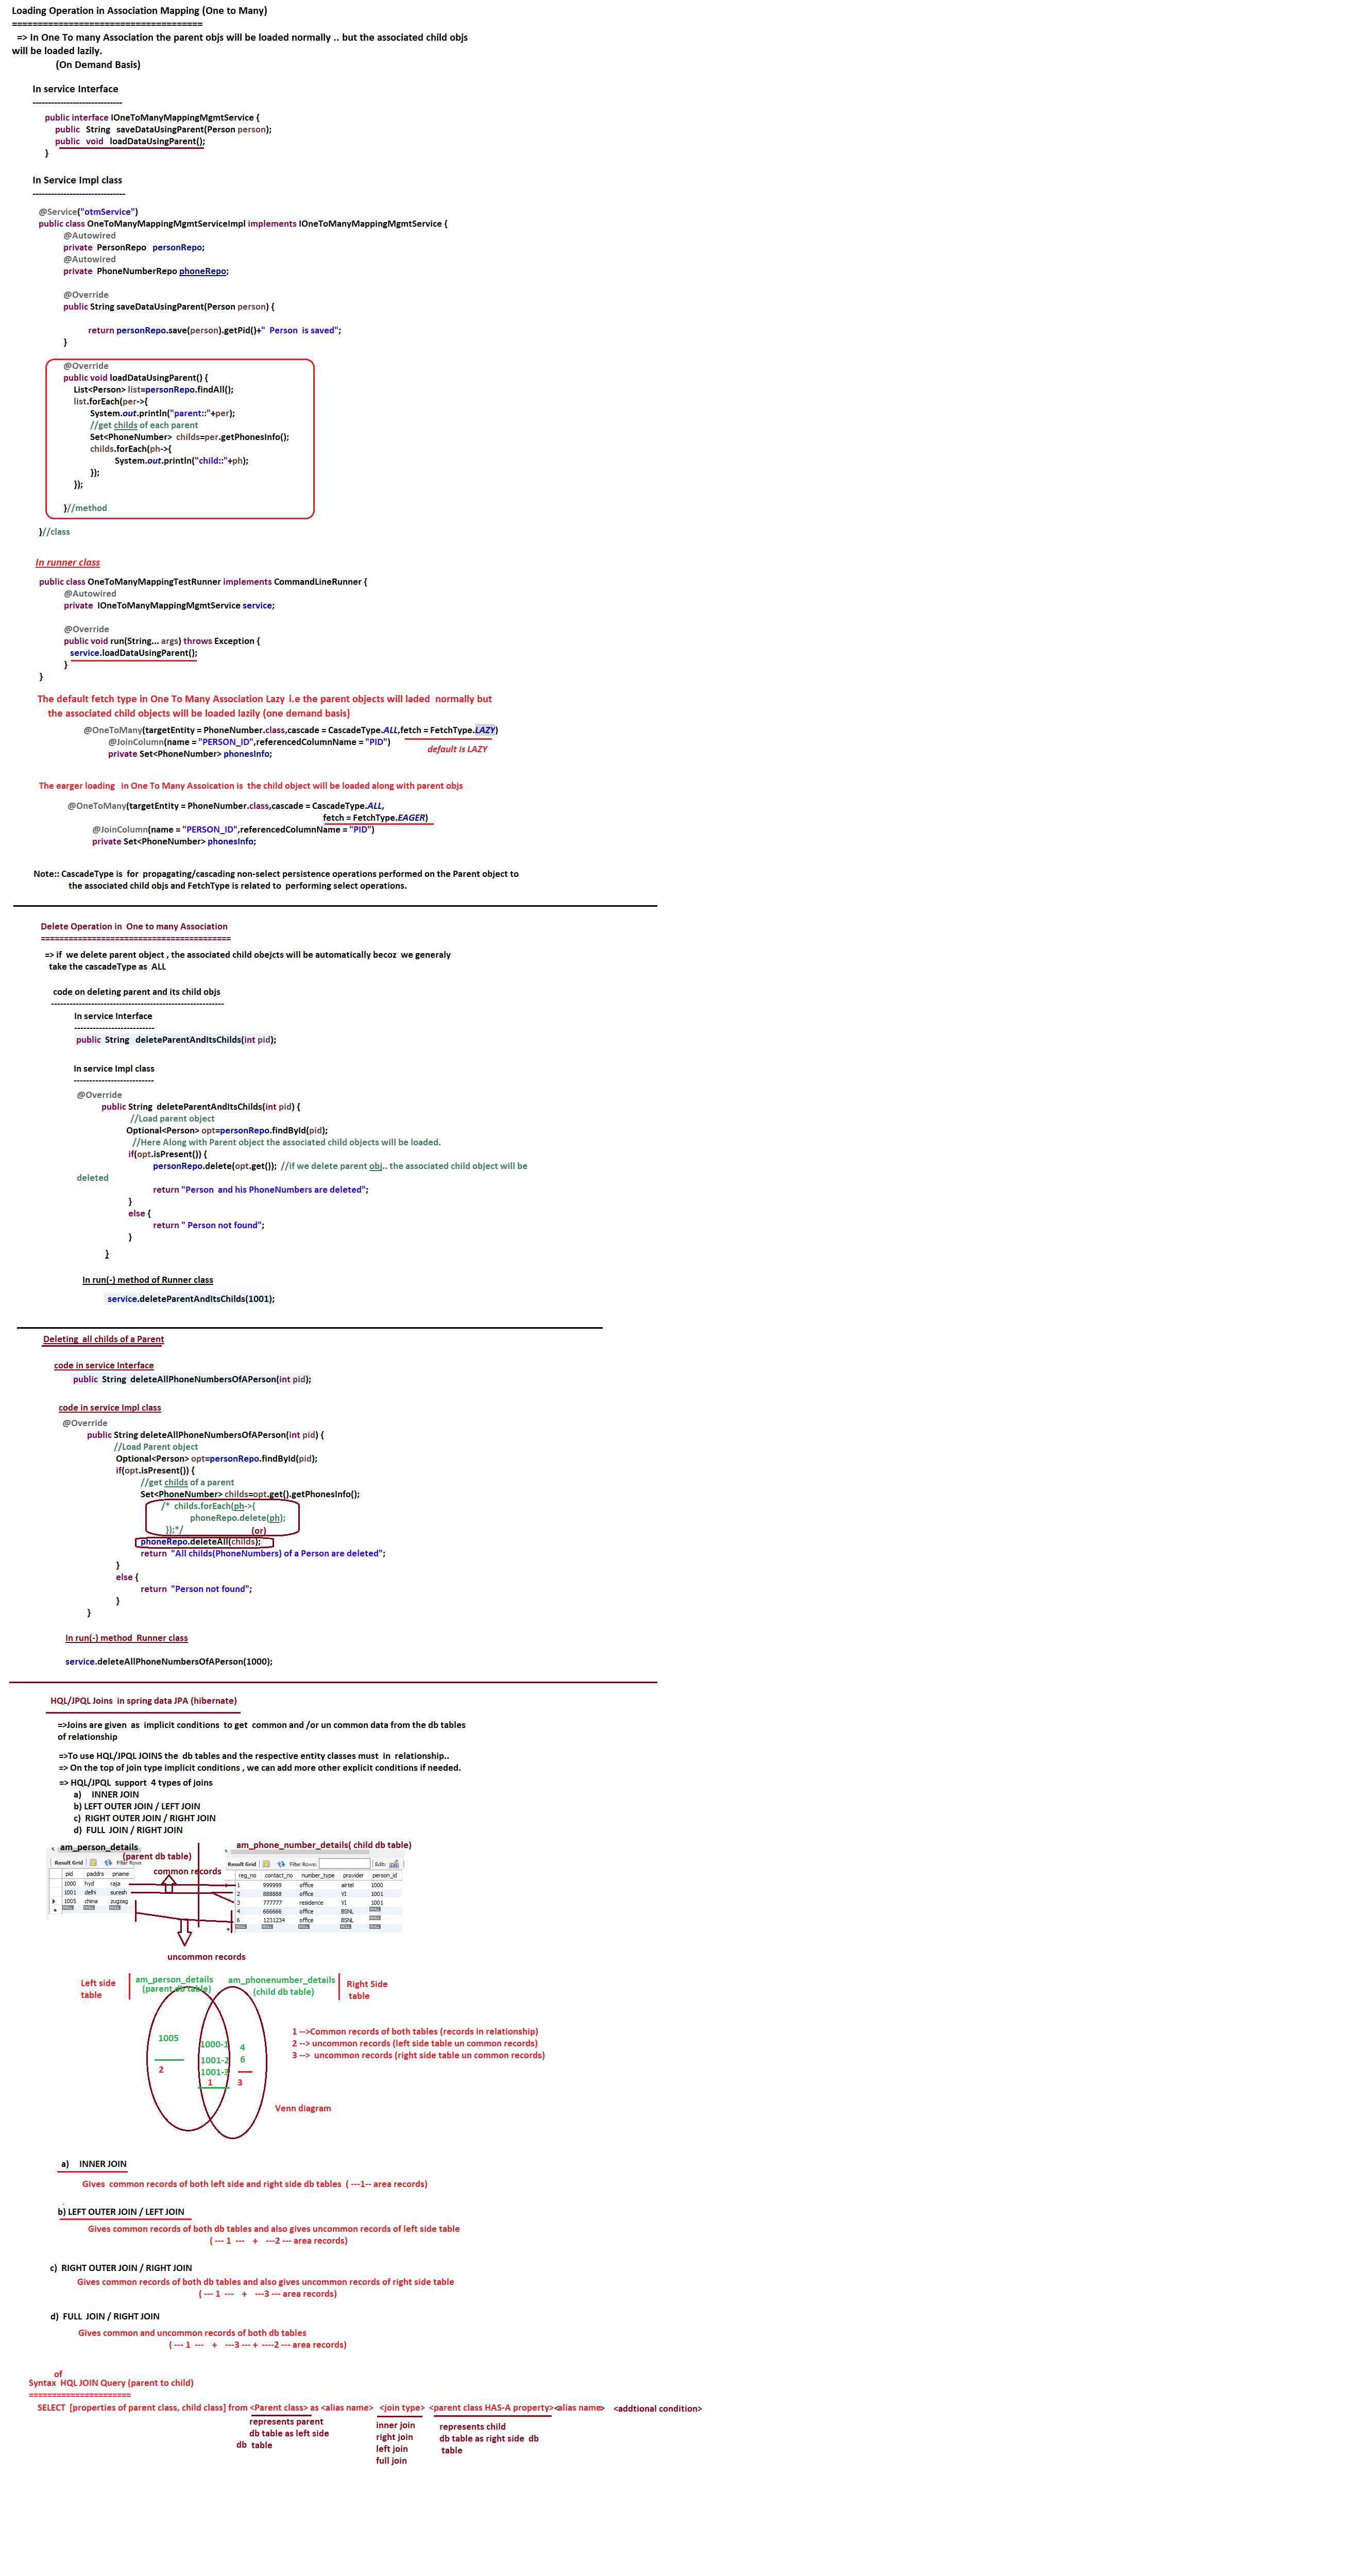 Loading Operation in Association Mapping (One to Many)
=====================================
=> In One To many Association the parent objs will be loaded normally .. but the associated child objs
will be loaded lazily.
(On Demand Basis)
In service Interface
-----------------------------
public interface IOneToManyMappingMgmtService {
public String saveDataUsingParent(Person person);
public void loadDataUsingParent();
}
In Service Impl class
------------------------------
@Service("otmService")
public class OneToManyMappingMgmtServiceImpl implements IOneToManyMappingMgmtService {
@Autowired
private PersonRepo personRepo;
@Autowired
private PhoneNumberRepo phoneRepo;
@Override
public String saveDataUsingParent(Person person) {
return personRepo.save(person).getPid()+" Person is saved";
}
@Override
public void loadDataUsingParent() {
List<Person> list=personRepo.findAll();
list.forEach(per->{
System.out.println("parent::"+per);
//get childs of each parent
Set<PhoneNumber> childs=per.getPhonesInfo();
childs.forEach(ph->{
System.out.println("child::"+ph);
});
});
}//method
}//class
In runner class
public class OneToManyMappingTestRunner implements CommandLineRunner {
@Autowired
private IOneToManyMappingMgmtService service;
@Override
public void run(String... args) throws Exception {
service.loadDataUsingParent();
}
}
The default fetch type in One To Many Association Lazy i.e the parent objects will laded normally but
the associated child objects will be loaded lazily (one demand basis)
@OneToMany(targetEntity = PhoneNumber.class,cascade = CascadeType.ALL,fetch = FetchType.LAZY)
@JoinColumn(name = "PERSON_ID",referencedColumnName = "PID")
default is LAZY
private Set<PhoneNumber> phonesInfo;
The earger loading in One To Many Assoication is the child object will be loaded along with parent objs
@OneToMany(targetEntity = PhoneNumber.class,cascade = CascadeType.ALL,
fetch = FetchType.EAGER)
@JoinColumn(name = "PERSON_ID",referencedColumnName = "PID")
private Set<PhoneNumber> phonesInfo;
Note:: CascadeType is for propagating/cascading non-select persistence operations performed on the Parent object to
the associated child objs and FetchType is related to performing select operations.
Delete Operation in One to many Association
=========================================
=> if we delete parent object , the associated child obejcts will be automatically becoz we generaly
take the cascadeType as ALL
code on deleting parent and its child objs
--------------------------------------------------------
In service Interface
--------------------------
public String deleteParentAndItsChilds(int pid);
In service Impl class
--------------------------
@Override
public String deleteParentAndItsChilds(int pid) {
//Load parent object
Optional<Person> opt=personRepo.findById(pid);
//Here Along with Parent object the associated child objects will be loaded.
if(opt.isPresent()) {
personRepo.delete(opt.get()); //if we delete parent obj.. the associated child object will be
deleted
return "Person and his PhoneNumbers are deleted";
}
else {
return " Person not found";
}
}
In run(-) method of Runner class
service.deleteParentAndItsChilds(1001);
Deleting all childs of a Parent
code in service Interface
public String deleteAllPhoneNumbersOfAPerson(int pid);
code in service Impl class
@Override
public String deleteAllPhoneNumbersOfAPerson(int pid) {
//Load Parent object
Optional<Person> opt=personRepo.findById(pid);
if(opt.isPresent()) {
//get childs of a parent
Set<PhoneNumber> childs=opt.get().getPhonesInfo();
/* childs.forEach(ph->{
phoneRepo.delete(ph);
});*/ (or)
phoneRepo.deleteAll(childs);
return "All childs(PhoneNumbers) of a Person are deleted";
}
else {
return "Person not found";
}
}
In run(-) method Runner class
service.deleteAllPhoneNumbersOfAPerson(1000);
HQL/JPQL Joins in spring data JPA (hibernate)
=>Joins are given as implicit conditions to get common and /or un common data from the db tables
of relationship
=>To use HQL/JPQL JOINS the db tables and the respective entity classes must in relationship..
=> On the top of join type implicit conditions , we can add more other explicit conditions if needed.
=> HQL/JPQL support 4 types of joins
a) INNER JOIN
b) LEFT OUTER JOIN / LEFT JOIN
c) RIGHT OUTER JOIN / RIGHT JOIN
d) FULL JOIN / RIGHT JOIN
am_person_details
(parent db table)
am_phone_number_details( child db table)
Result Grid Filter Rows
Result Grid Filter Rows: Edit:
common records
pid paddrs pname
1000 hyd raja
1001 delhi suresh
1005 china zugzag
NULL NULL NULL
reg_no contact_no number_type provider person_id
1 999999 office airtel 1000
2 888888 office VI 1001
3 777777 residence VI 1001
4 666666 office BSNL NULL
6 1231234 office BSNL NULL
NULL NULL NULL NULL NULL
uncommon records
Left side
table
am_person_details
(parent db table)
am_phonenumber_details
(child db table)
Right Side
table
1005
2
1000-1
1001-2
1001-3
1
4
6
3
1 -->Common records of both tables (records in relationship)
2 --> uncommon records (left side table un common records)
3 --> uncommon records (right side table un common records)
Venn diagram
a) INNER JOIN
Gives common records of both left side and right side db tables ( ---1-- area records)
b) LEFT OUTER JOIN / LEFT JOIN
Gives common records of both db tables and also gives uncommon records of left side table
( --- 1 --- + ---2 --- area records)
c) RIGHT OUTER JOIN / RIGHT JOIN
Gives common records of both db tables and also gives uncommon records of right side table
( --- 1 --- + ---3 --- area records)
d) FULL JOIN / RIGHT JOIN
Gives common and uncommon records of both db tables
( --- 1 --- + ---3 --- + ----2 --- area records)
of
Syntax HQL JOIN Query (parent to child)
======================
SELECT [properties of parent class, child class] from <Parent class> as <alias name> <join type> <parent class HAS-A property><alias name> <addtional condition>
represents parent
db table as left side
db table
inner join
right join
left join
full join
represents child
db table as right side db
table